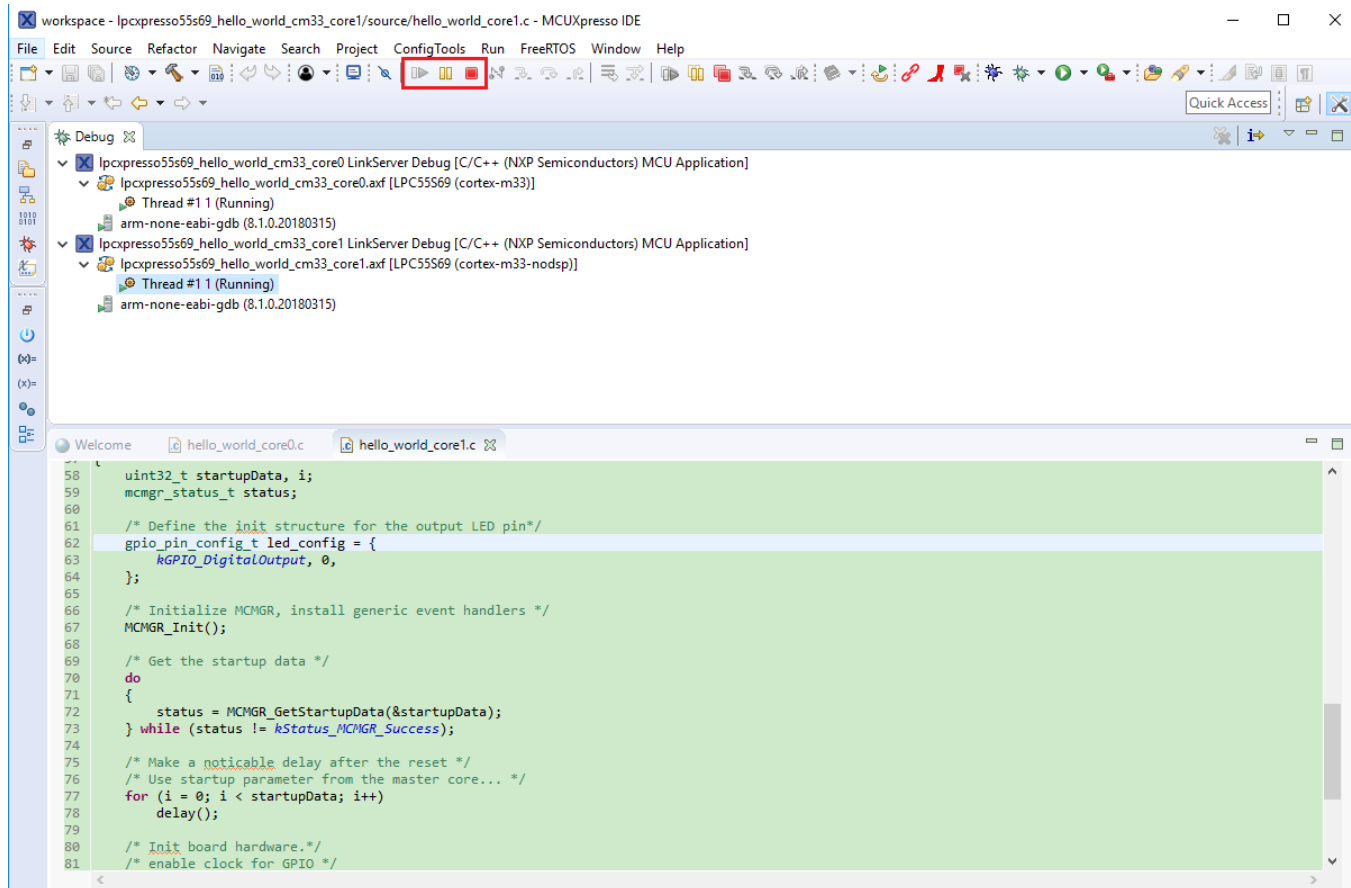 workspace - lpcxpresso55s69_hello_world_cm33_core1/source/hello_world_core1.c - MCUXpresso IDE
File Edit Source Refactor Navigate Search Project ConfigTools Run FreeRTOS Window Help
Quick Access
Debug
lpcxpresso55s69_hello_world_cm33_core0 LinkServer Debug [C/C++ (NXP Semiconductors) MCU Application]
lpcxpresso55s69_hello_world_cm33_core0.axf [LPC55S69 (cortex-m33)]
Thread #1 1 (Running)
arm-none-eabi-gdb (8.1.0.20180315)
lpcxpresso55s69_hello_world_cm33_core1 LinkServer Debug [C/C++ (NXP Semiconductors) MCU Application]
lpcxpresso55s69_hello_world_cm33_core1.axf [LPC55S69 (cortex-m33-nodsp)]
Thread #1 1 (Running)
arm-none-eabi-gdb (8.1.0.20180315)
Welcome hello_world_core0.c hello_world_core1.c
57 {
58 uint32_t startupData, i;
59 mcmgr_status_t status;
60
61 /* Define the init structure for the output LED pin*/
62 gpio_pin_config_t led_config = {
63 kGPIO_DigitalOutput, 0,
64 };
65
66 /* Initialize MCMGR, install generic event handlers */
67 MCMGR_Init();
68
69 /* Get the startup data */
70 do
71 {
72 status = MCMGR_GetStartupData(&startupData);
73 } while (status != kStatus_MCMGR_Success);
74
75 /* Make a noticable delay after the reset */
76 /* Use startup parameter from the master core... */
77 for (i = 0; i < startupData; i++)
78 delay();
79
80 /* Init board hardware.*/
81 /* enable clock for GPIO */